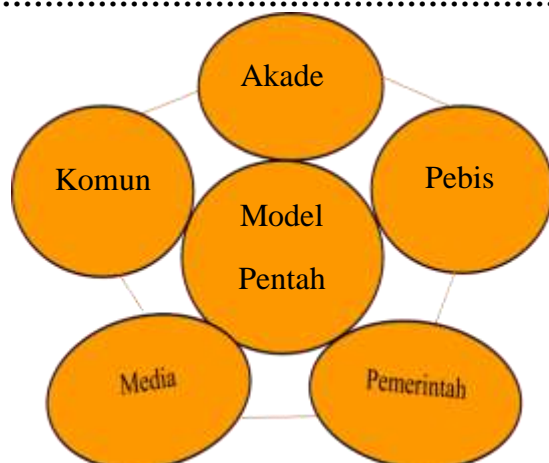 Akade
Komun
Pebis
Model
Pentah
Media
Pemerintah